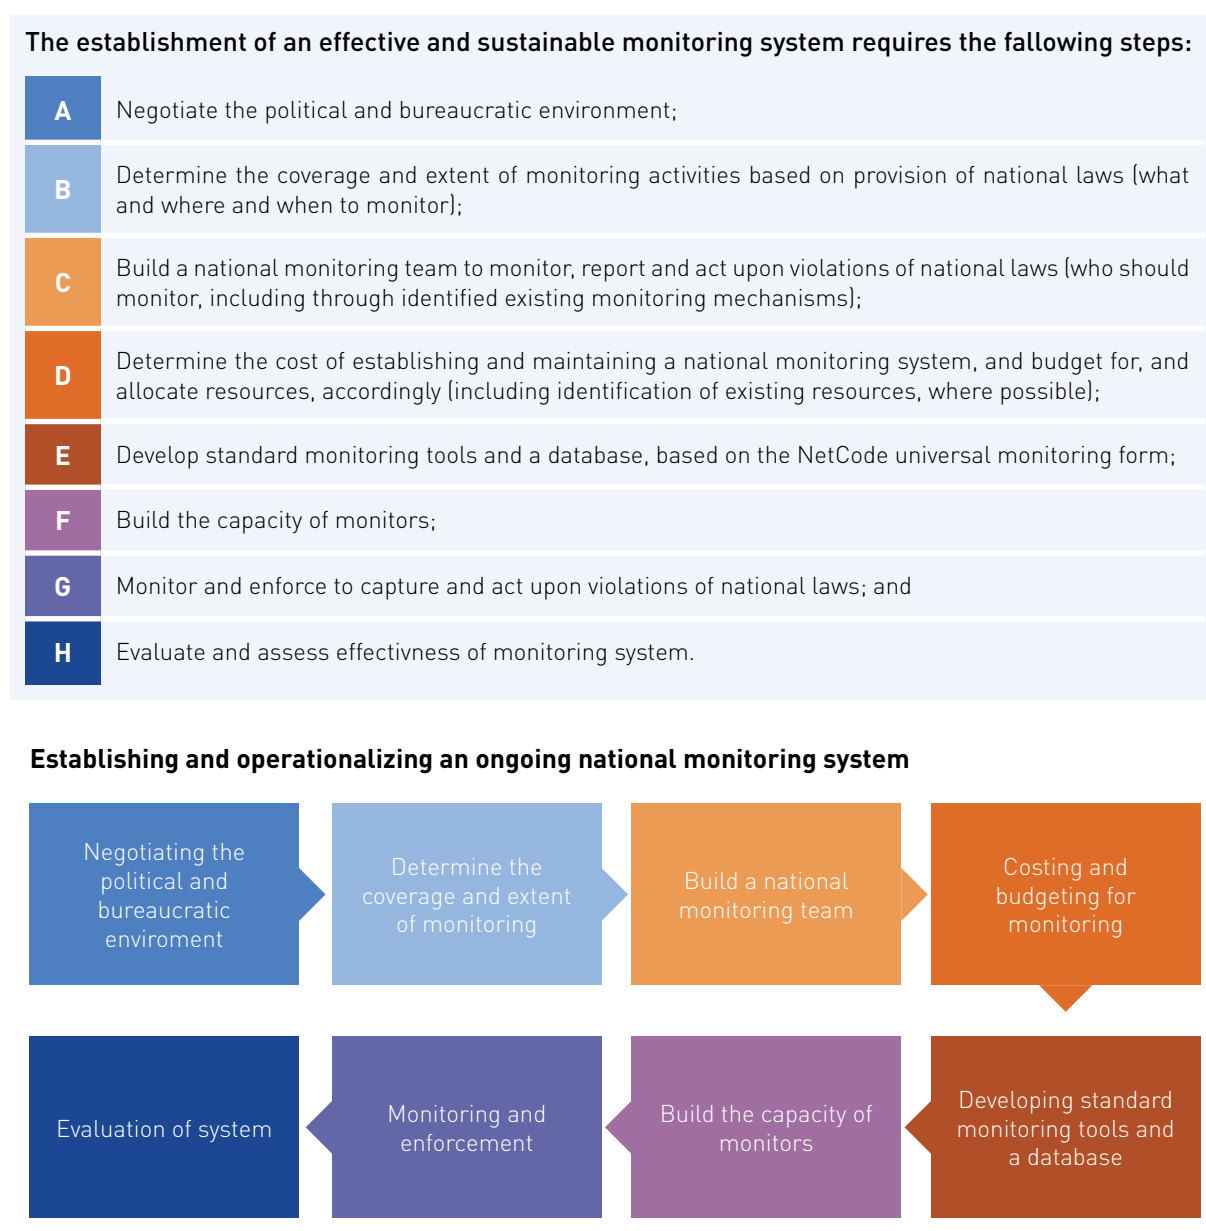 The establishment of an effective and sustainable monitoring system requires the fallowing steps:
A
Negotiate the political and bureaucratic environment;
B
Determine the coverage and extent of monitoring activities based on provision of national laws (what
and where and when to monitor);
C
Build a national monitoring team to monitor, report and act upon violations of national laws (who should
monitor, including through identified existing monitoring mechanisms);
D
Determine the cost of establishing and maintaining a national monitoring system, and budget for, and
allocate resources, accordingly (including identification of existing resources, where possible);
E
Develop standard monitoring tools and a database, based on the NetCode universal monitoring form;
F
Build the capacity of monitors;
G
Monitor and enforce to capture and act upon violations of national laws; and
H
Evaluate and assess effectivness of monitoring system.
Establishing and operationalizing an ongoing national monitoring system
Negotiating the
political and
bureaucratic
enviroment
Determine the
coverage and extent
of monitoring
Build a national
monitoring team
Costing and
budgeting for
monitoring
Developing standard
monitoring tools and
a database
Build the capacity of
monitors
Monitoring and
enforcement
Evaluation of system